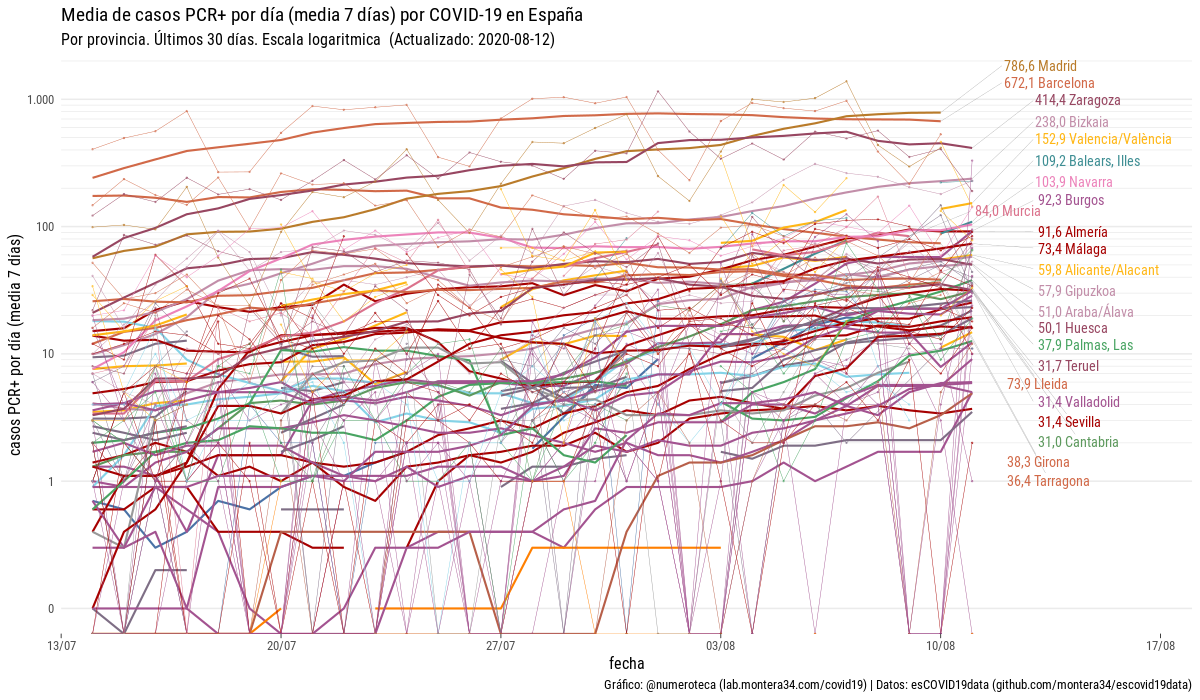 Media de casos PCR+ por día (media 7 días) por COVID-19 en España
Por provincia. Últimos 30 días. Escala logaritmica (Actualizado: 2020-08-12)
casos PCR+ por día (media 7 días)
1.000
100
10
1
0
786,6 Madrid
672,1 Barcelona
414,4 Zaragoza
238,0 Bizkaia
152,9 Valencia/València
109,2 Balears, Illes
103,9 Navarra
92,3 Burgos
84,0 Murcia
91,6 Almería
73,4 Málaga
59,8 Alicante/Alacant
57,9 Gipuzkoa
51,0 Araba/Álava
50,1 Huesca
37,9 Palmas, Las
31,7 Teruel
73,9 Lleida
31,4 Valladolid
31,4 Sevilla
31,0 Cantabria
38,3 Girona
36,4 Tarragona
13/07
20/07
27/07
03/08
10/08
17/08
fecha
Gráfico: @numeroteca (lab.montera34.com/covid19) | Datos: esCOVID19data (github.com/montera34/escovid19data)